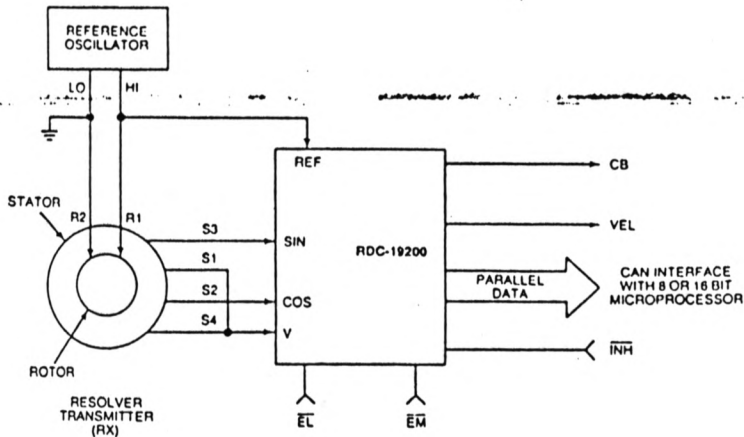 REFERENCE
OSCILLATOR
LO
HI
REF
CB
STATOR
R2
R1
S3
SIN
VEL
RDC-19200
S1
S2
COS
PARALLEL
DATA
CAN INTERFACE
WITH 8 OR 16 BIT
MICROPROCESSOR
S4
V
INH
ROTOR
RESOLVER
TRANSMITTER
(RX)
EL
EM